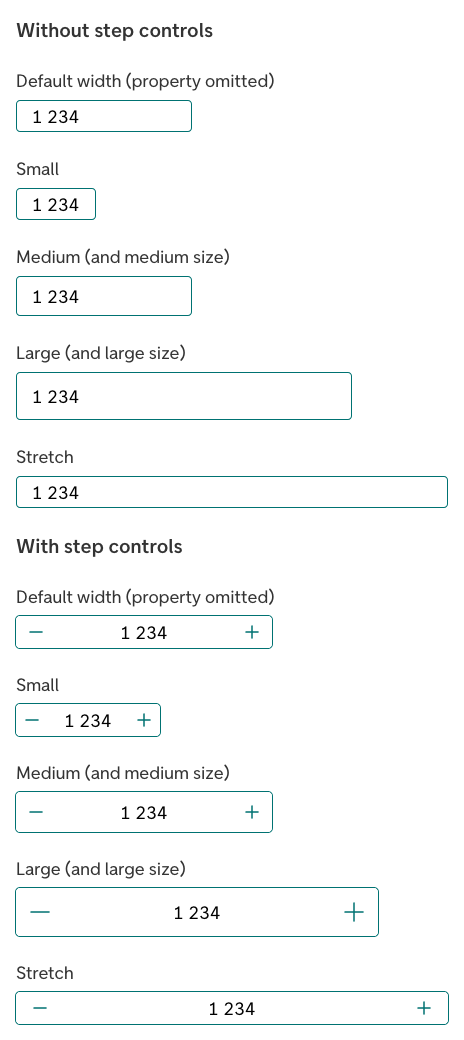 Without step controls
Default width (property omitted)
1 234
Small
1 234
Medium (and medium size)
1 234
Large (and large size)
1 234
Stretch
1 234
With step controls
Default width (property omitted)
− 1 234 +
Small
− 1 234 +
Medium (and medium size)
− 1 234 +
Large (and large size)
− 1 234 +
Stretch
− 1 234 +